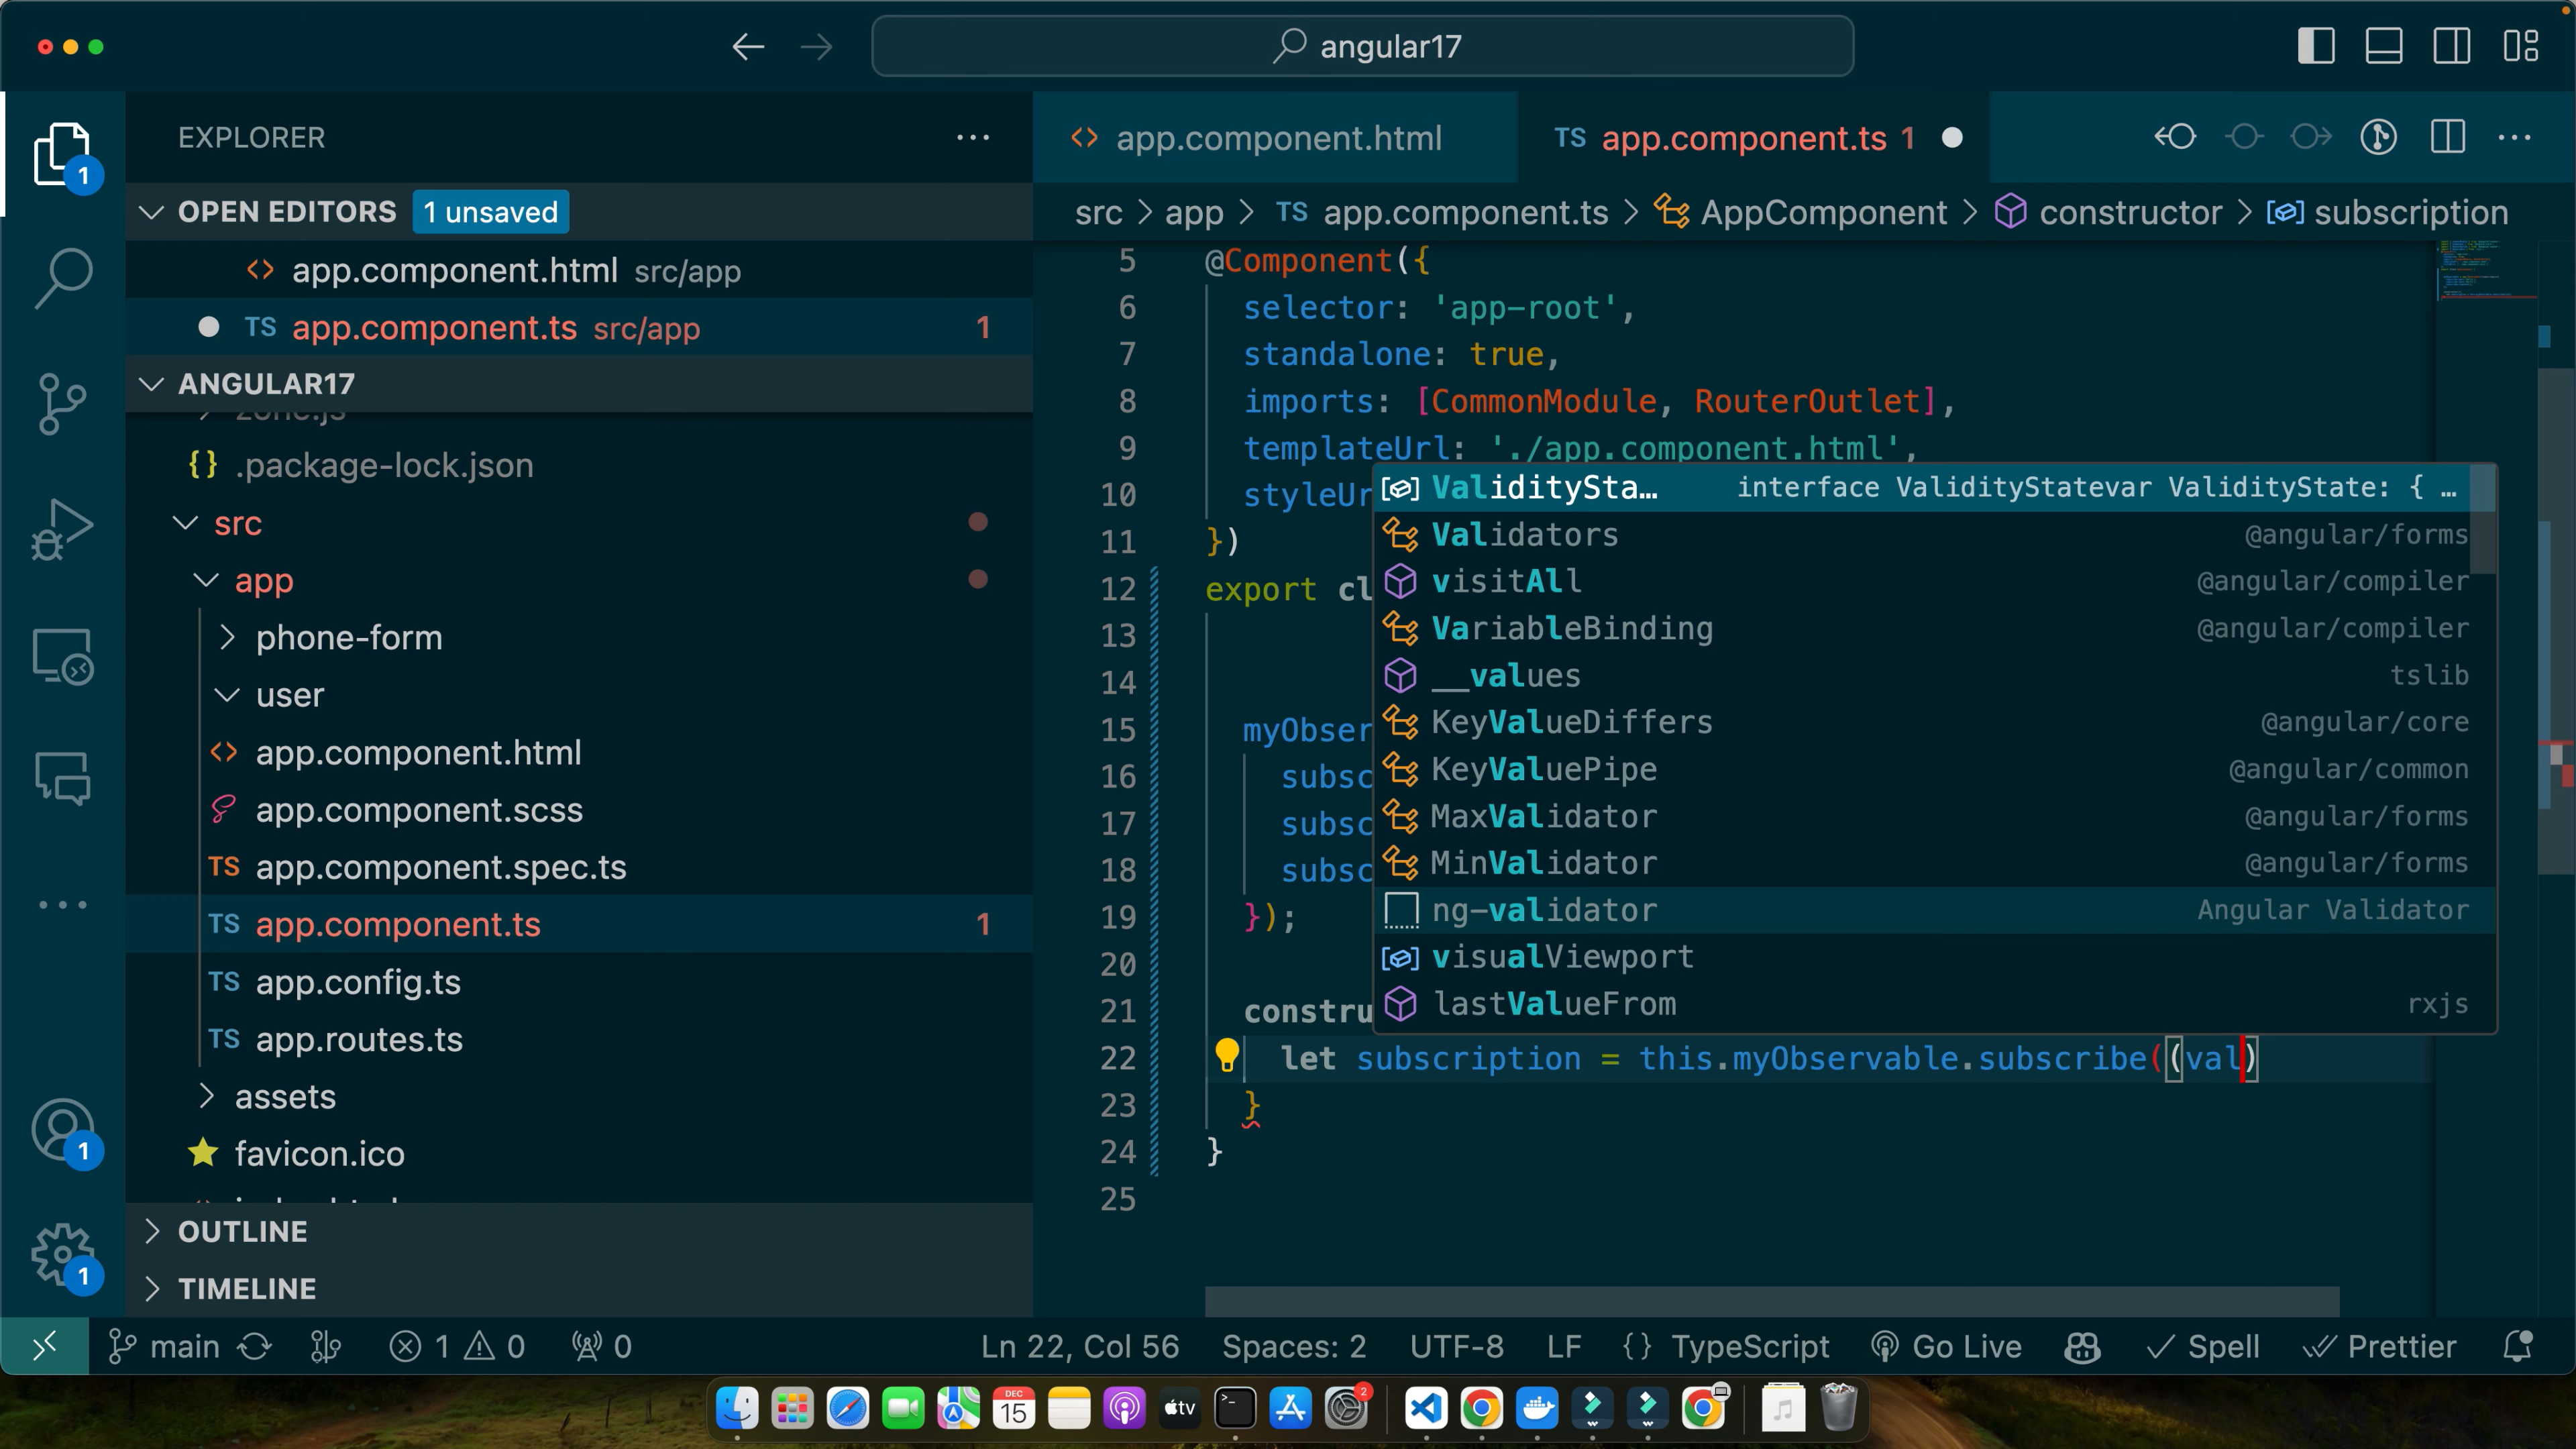 angular17
EXPLORER
OPEN EDITORS 1 unsaved
app.component.html src/app
TS app.component.ts src/app 1
ANGULAR17
zone.js
{} .package-lock.json
src
app
phone-form
user
app.component.html
app.component.scss
TS app.component.spec.ts
TS app.component.ts 1
TS app.config.ts
TS app.routes.ts
assets
favicon.ico
OUTLINE
TIMELINE
1
1
1
app.component.html
TS app.component.ts 1
src > app > TS app.component.ts > AppComponent > constructor > subscription
5 @Component({
6 selector: 'app-root',
7 standalone: true,
8 imports: [CommonModule, RouterOutlet],
9 templateUrl: './app.component.html',
10 styleUr
11 })
12 export cl
13
14
15 myObser
16 subsc
17 subsc
18 subsc
19 });
20
21 constru
22 let subscription = this.myObservable.subscribe((val)
23 }
24 }
25
ValiditySta… interface ValidityStatevar ValidityState: { …
Validators @angular/forms
visitAll @angular/compiler
VariableBinding @angular/compiler
__values tslib
KeyValueDiffers @angular/core
KeyValuePipe @angular/common
MaxValidator @angular/forms
MinValidator @angular/forms
ng-validator Angular Validator
visualViewport
lastValueFrom rxjs
main 1 0 0 Ln 22, Col 56 Spaces: 2 UTF-8 LF {} TypeScript Go Live Spell Prettier
DEC
15
tv
2